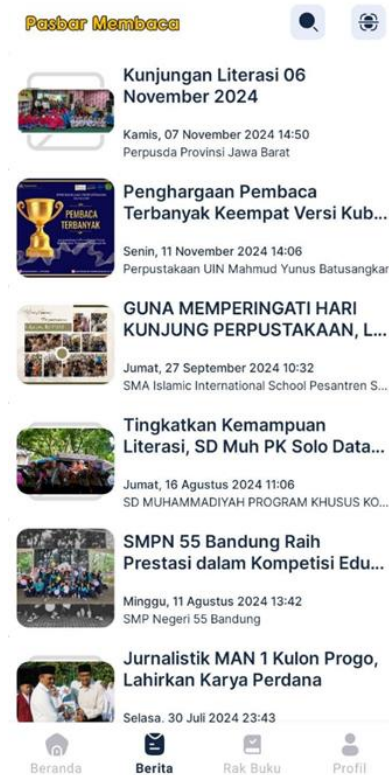 Pasbar Membaca
Kunjungan Literasi 06
November 2024
Kamis, 07 November 2024 14:50
Perpusda Provinsi Jawa Barat
PEMBACA
TERBANYAK
Penghargaan Pembaca
Terbanyak Keempat Versi Kub...
Senin, 11 November 2024 14:06
Perpustakaan UIN Mahmud Yunus Batusangkar
GUNA MEMPERINGATI HARI
KUNJUNG PERPUSTAKAAN, L...
Jumat, 27 September 2024 10:32
SMA Islamic International School Pesantren S...
Tingkatkan Kemampuan
Literasi, SD Muh PK Solo Data...
Jumat, 16 Agustus 2024 11:06
SD MUHAMMADIYAH PROGRAM KHUSUS KO...
SMPN 55 Bandung Raih
Prestasi dalam Kompetisi Edu...
Minggu, 11 Agustus 2024 13:42
SMP Negeri 55 Bandung
Jurnalistik MAN 1 Kulon Progo,
Lahirkan Karya Perdana
Selasa, 30 Juli 2024 23:43
Beranda
Berita
Rak Buku
Profil